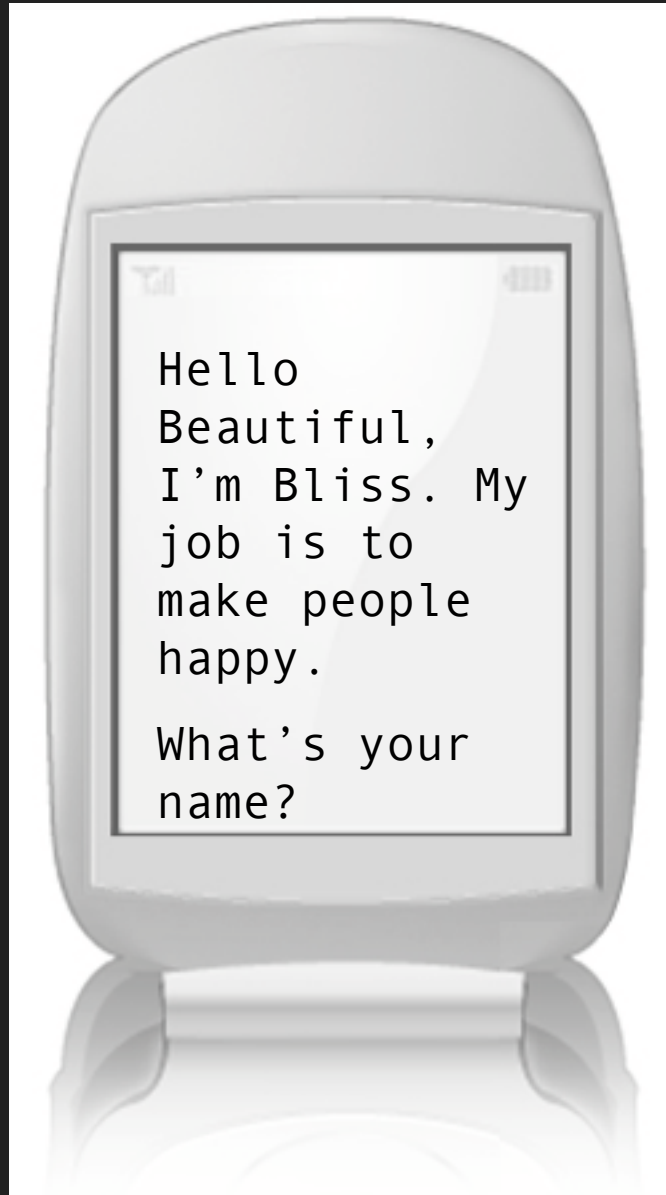 Hello
Beautiful,
I’m Bliss. My
job is to
make people
happy.
What’s your
name?